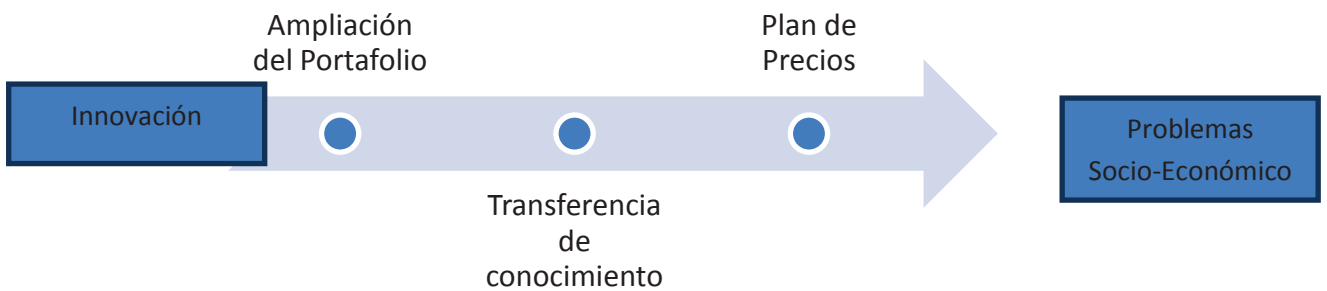 Ampliación
del Portafolio
Plan de
Precios
Innovación
Problemas
Socio-Económico
Transferencia
de
conocimiento